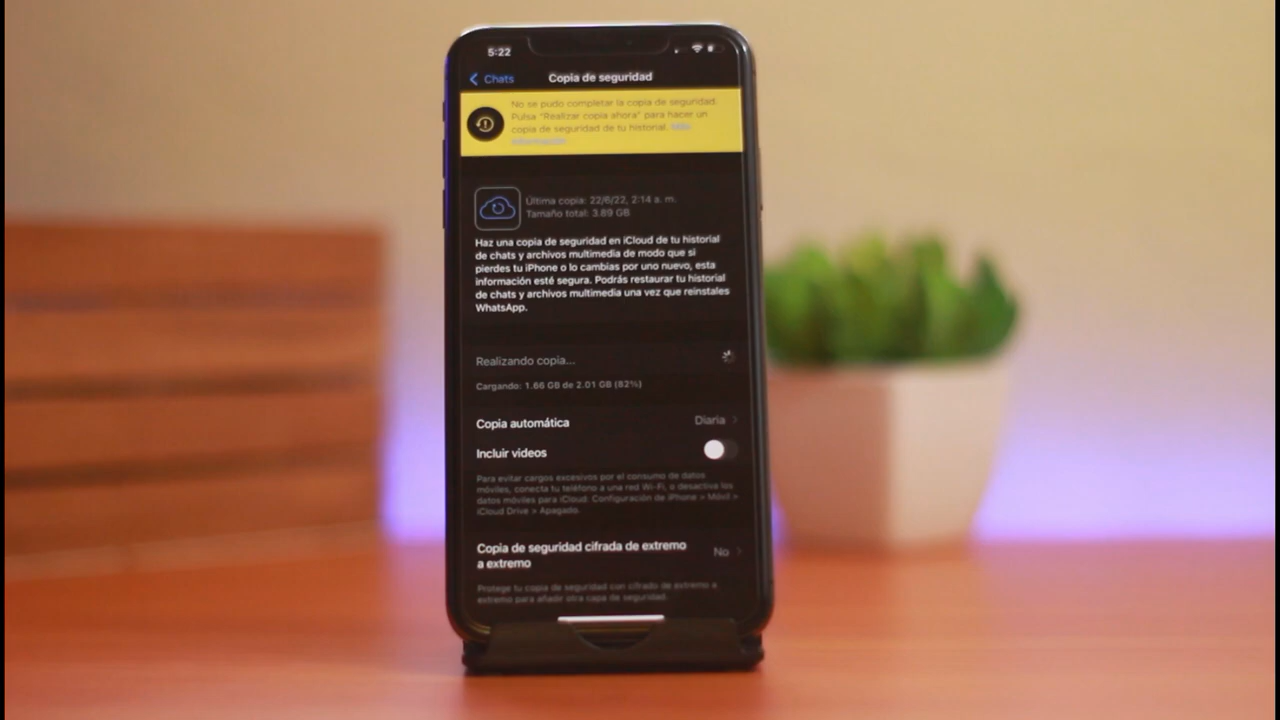 5:22
Chats
Copia de seguridad
No se pudo completar la copia de seguridad.
Pulsa "Realizar copia ahora" para hacer un
copia de seguridad de tu historial. Más
información
Última copia: 22/6/22, 2:14 a. m.
Tamaño total: 3.89 GB
Haz una copia de seguridad en iCloud de tu historial
de chats y archivos multimedia de modo que si
pierdes tu iPhone o lo cambias por uno nuevo, esta
información esté segura. Podrás restaurar tu historial
de chats y archivos multimedia una vez que reinstales
WhatsApp.
Realizando copia...
Cargando: 1.66 GB de 2.01 GB (82%)
Copia automática
Diaria
Incluir videos
Para evitar cargos excesivos por el consumo de datos
móviles, conecta tu teléfono a una red Wi-Fi, o desactiva los
datos móviles para iCloud: Configuración de iPhone > Móvil >
iCloud Drive > Apagado.
Copia de seguridad cifrada de extremo
a extremo
No
Protege tu copia de seguridad con cifrado de extremo a
extremo para añadir otra capa de seguridad.